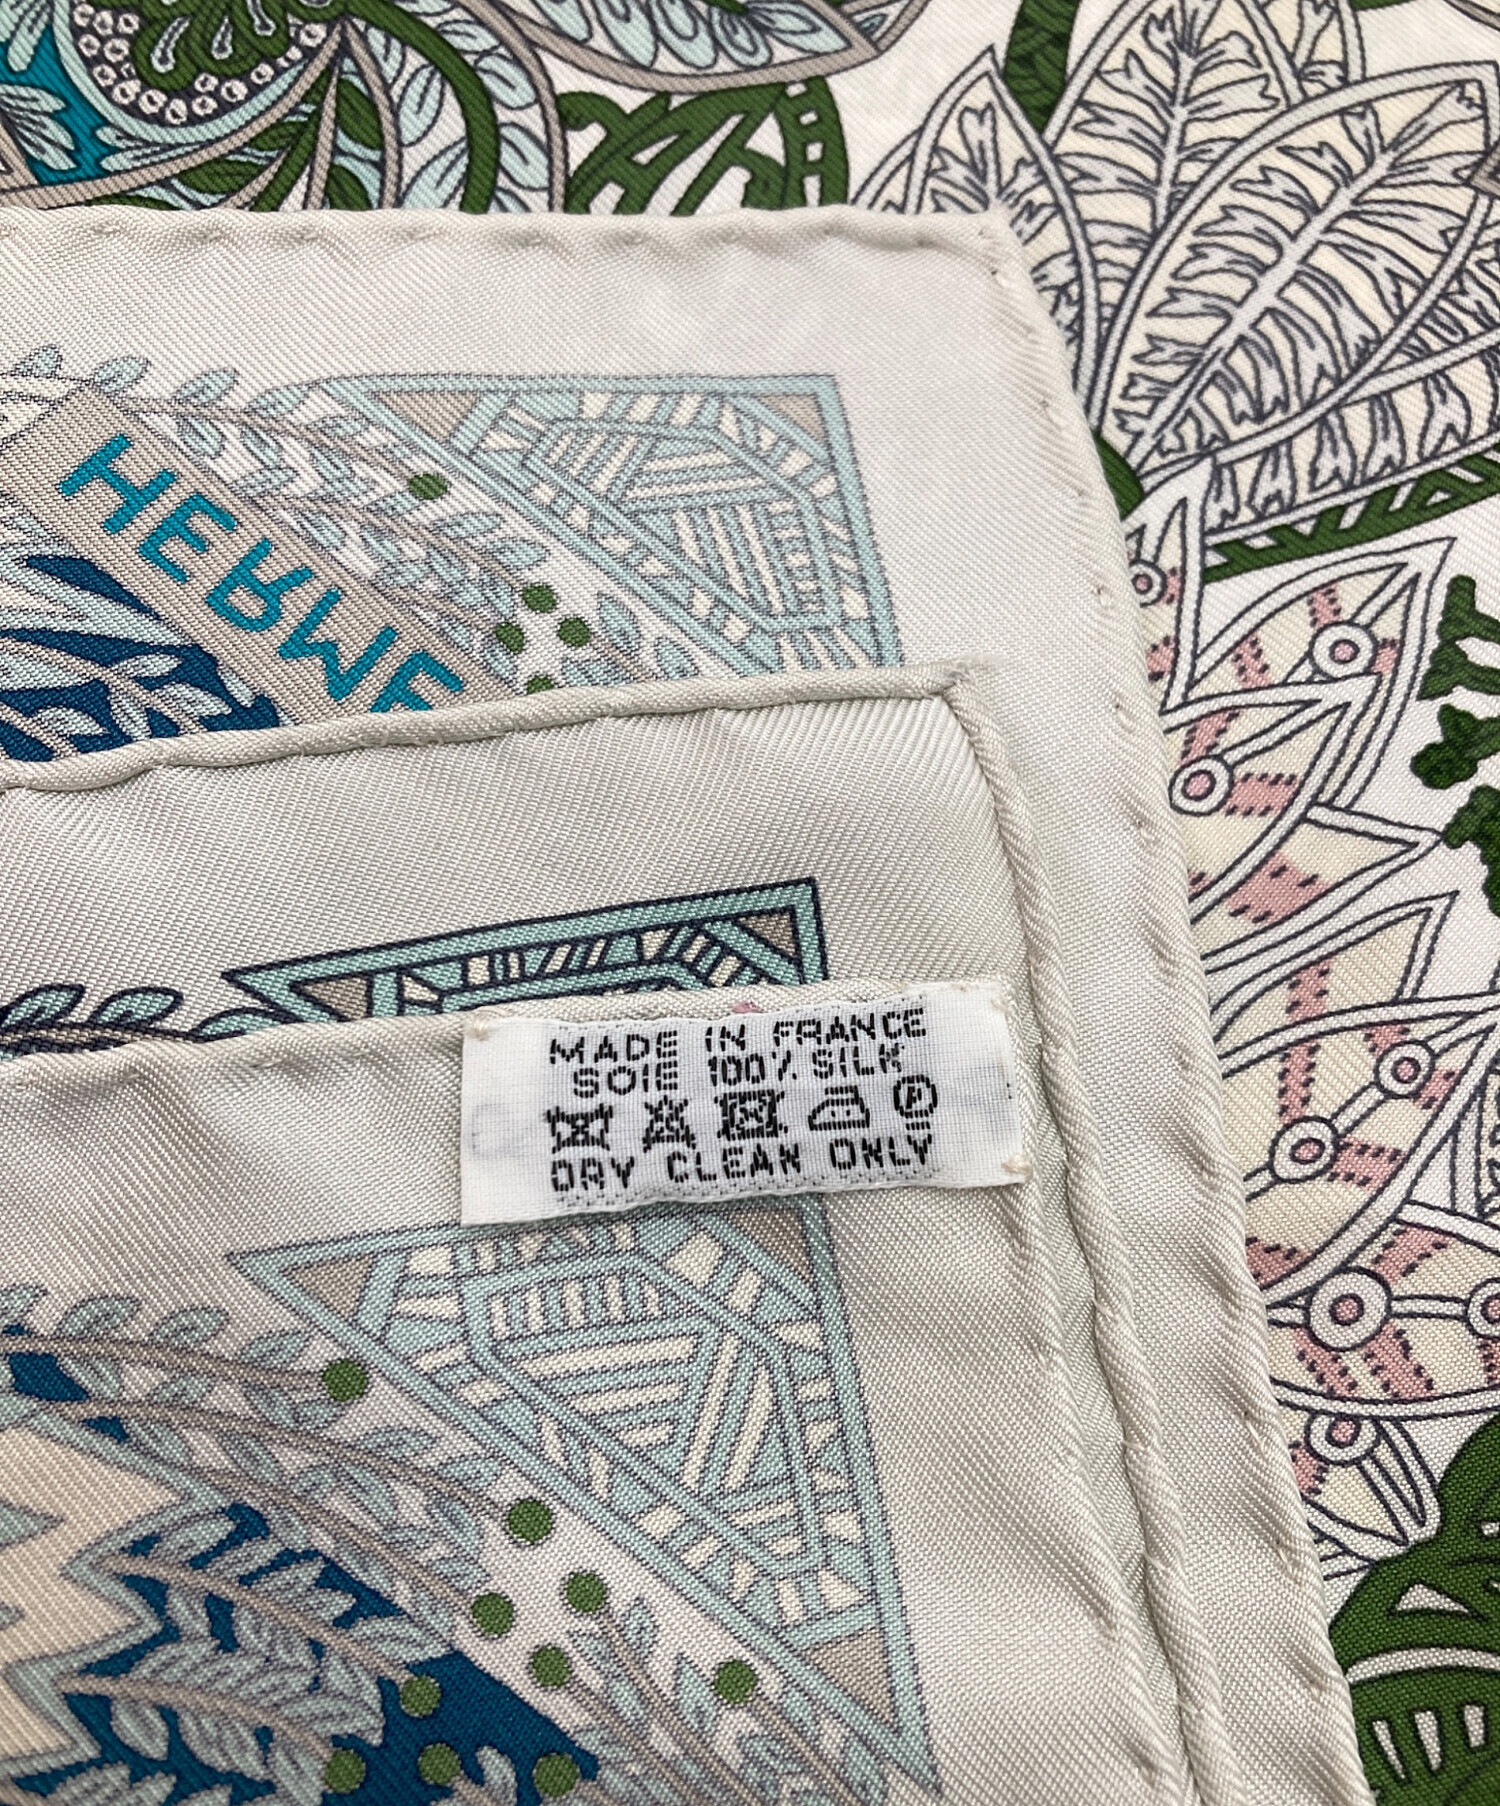 HERME
MADE IN FRANCE
SOIE 100% SILK
DRY CLEAN ONLY